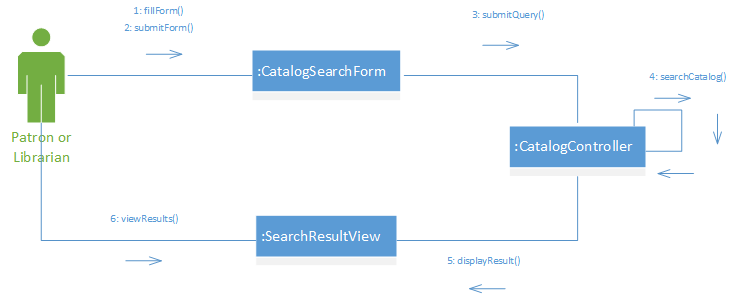 1: fillForm()
2: submitForm()
3: submitQuery()
:CatalogSearchForm
4: searchCatalog()
Patron or
Librarian
:CatalogController
6: viewResults()
:SearchResultView
5: displayResult()